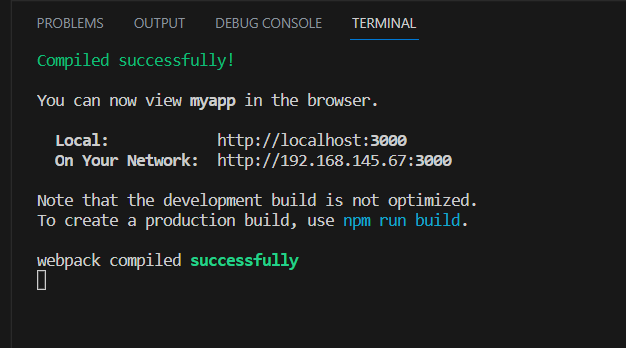 PROBLEMS OUTPUT DEBUG CONSOLE TERMINAL
Compiled successfully!
You can now view myapp in the browser.
Local: http://localhost:3000
On Your Network: http://192.168.145.67:3000
Note that the development build is not optimized.
To create a production build, use npm run build.
webpack compiled successfully